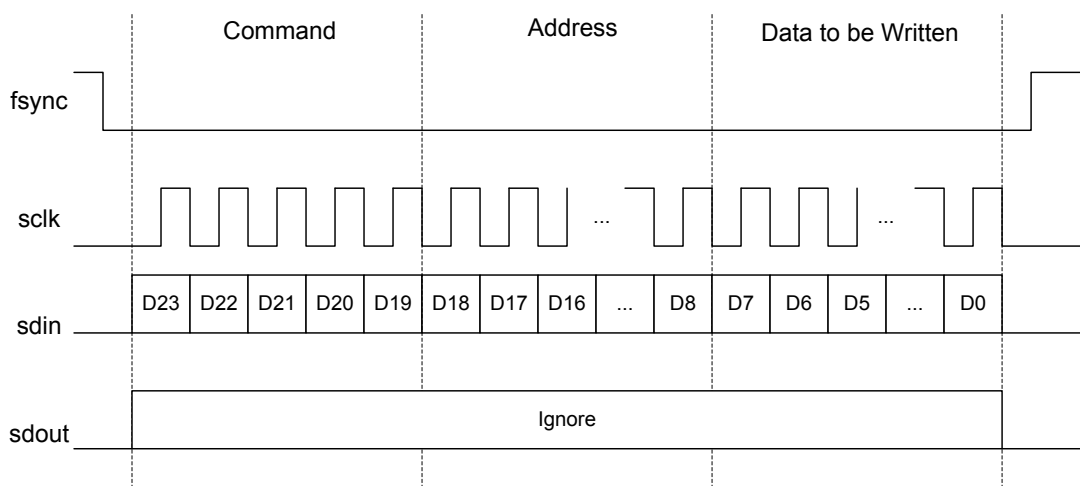 Command Address Data to be Written
fsync
sclk ... ...
sdin D23 D22 D21 D20 D19 D18 D17 D16 ... D8 D7 D6 D5 ... D0
sdout Ignore